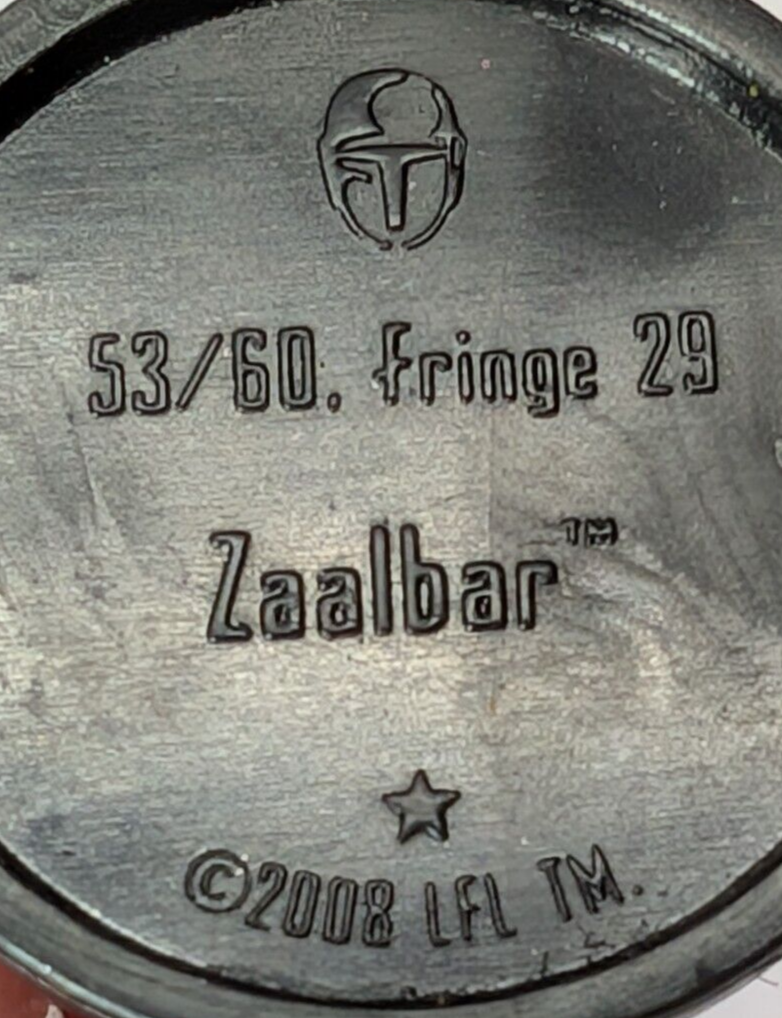 53/60. Fringe 29
Zaalbar™
©2008 LFL TM.